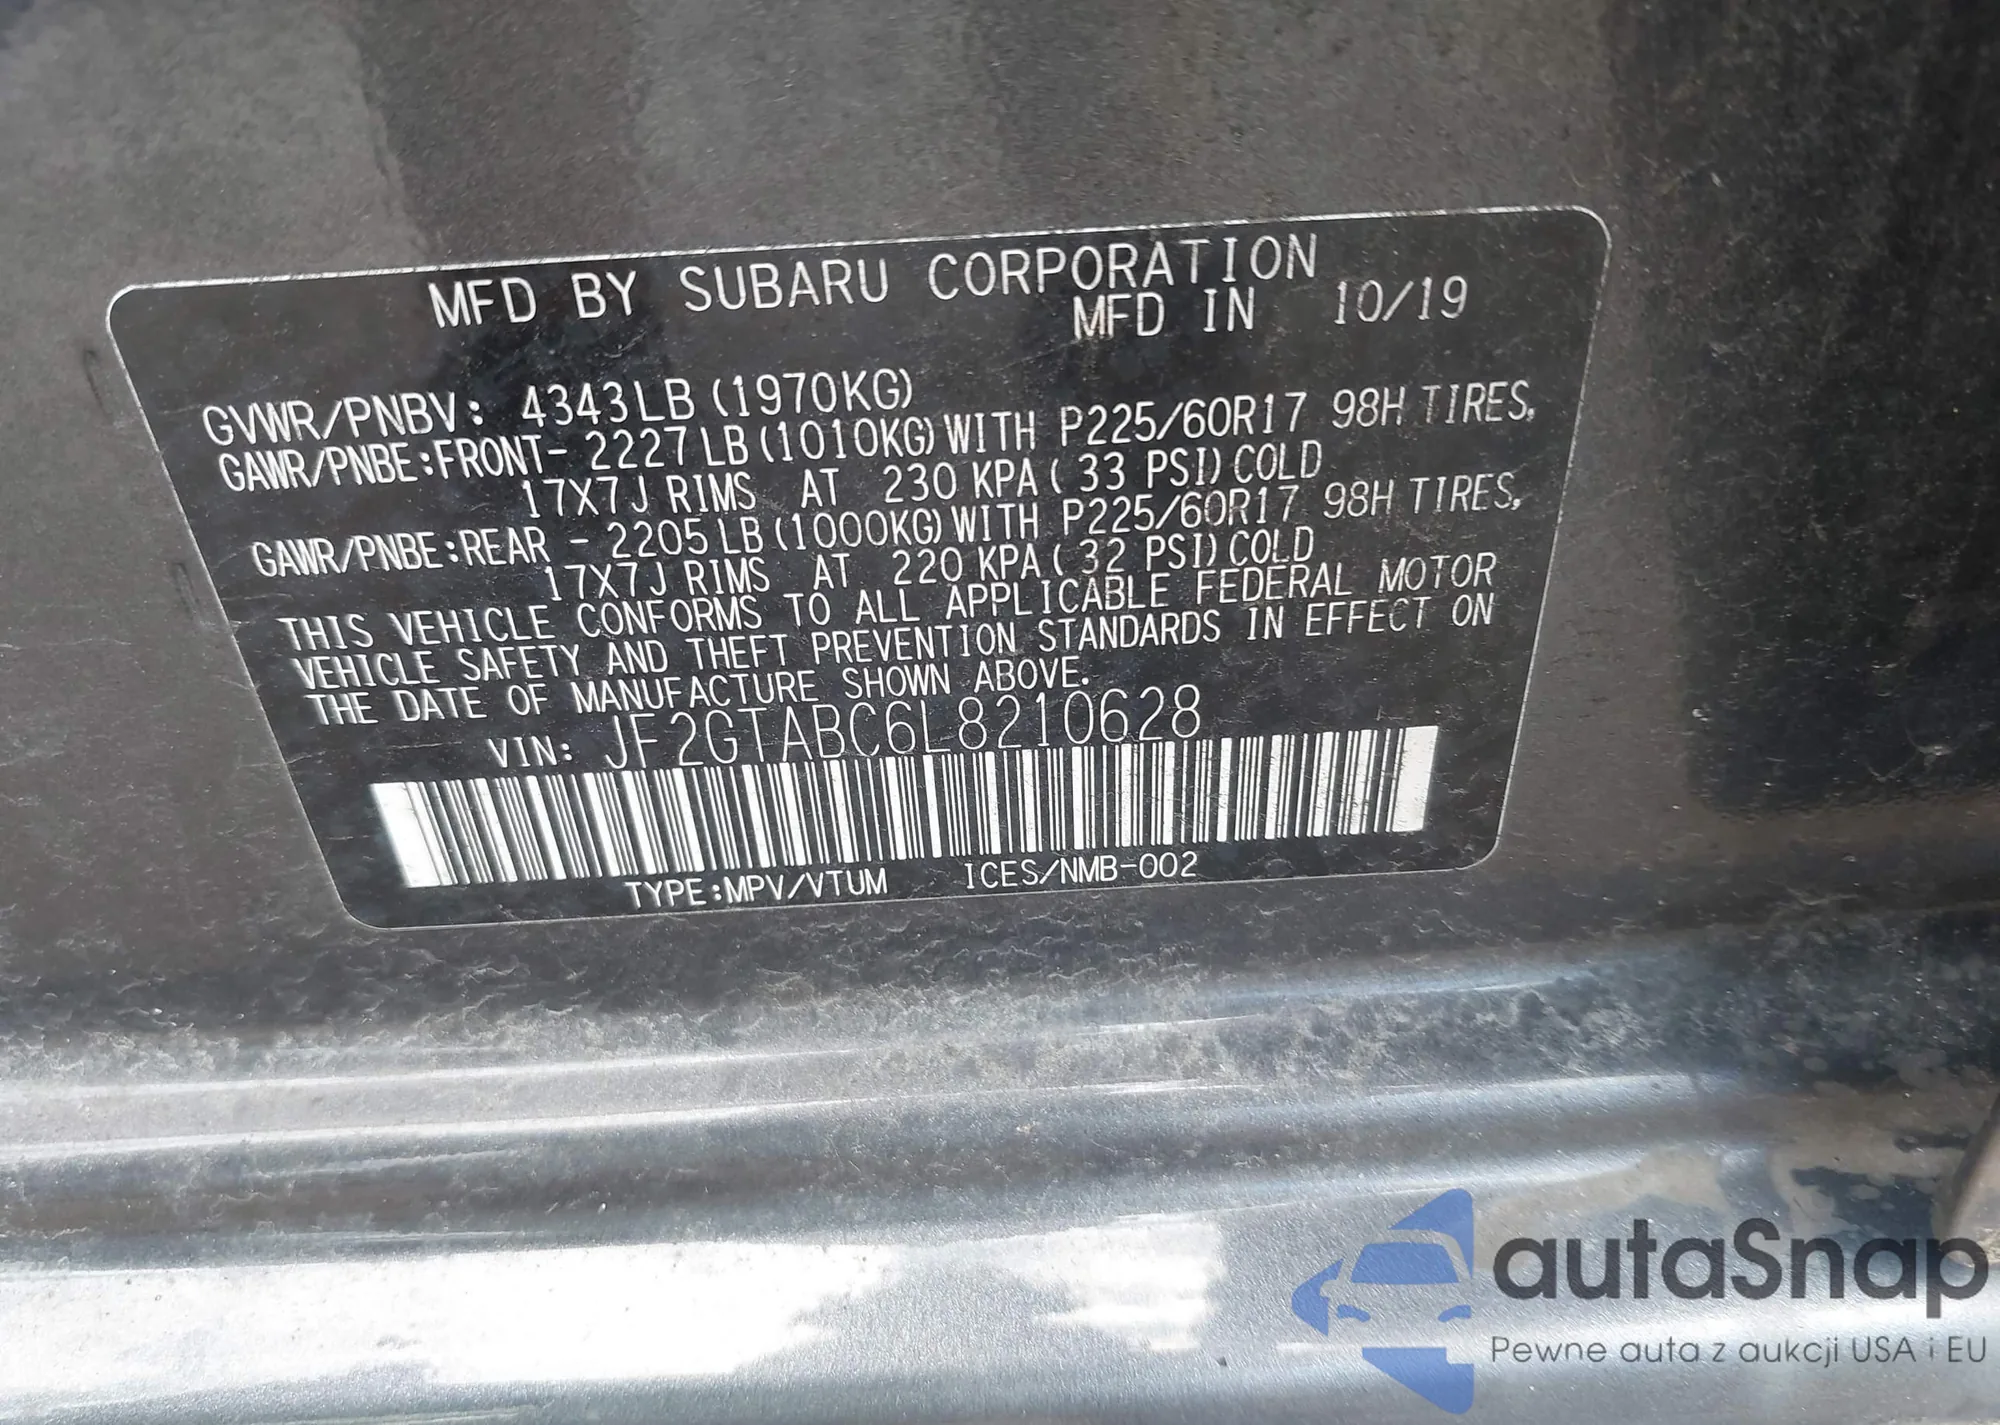 MFD BY SUBARU CORPORATION
MFD IN 10/19
GVWR/PNBV: 4343LB (1970KG)
GAWR/PNBE:FRONT- 2227LB(1010KG)WITH P225/60R17 98H TIRES,
17X7J RIMS AT 230 KPA( 33 PSI)COLD
GAWR/PNBE:REAR - 2205LB(1000KG)WITH P225/60R17 98H TIRES,
17X7J RIMS AT 220 KPA( 32 PSI)COLD
THIS VEHICLE CONFORMS TO ALL APPLICABLE FEDERAL MOTOR
VEHICLE SAFETY AND THEFT PREVENTION STANDARDS IN EFFECT ON
THE DATE OF MANUFACTURE SHOWN ABOVE.
VIN: JF2GTABC6L8210628
TYPE:MPV/VTUM ICES/NMB-002
autaSnap
Pewne auta z aukcji USA i EU